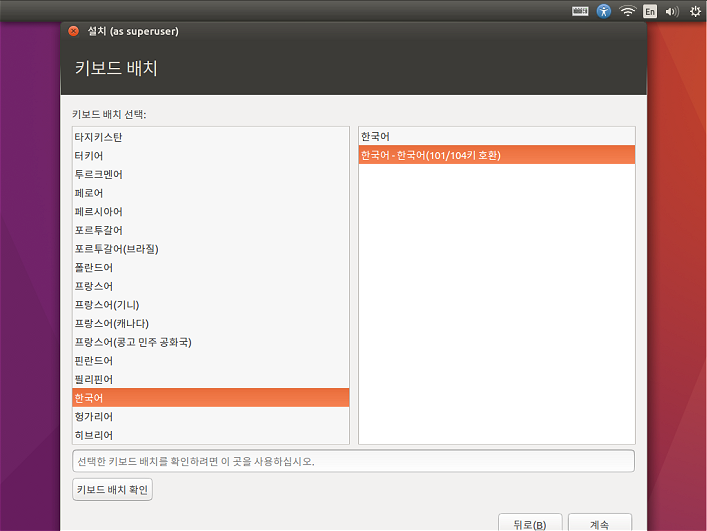 En
설치 (as superuser)
키보드 배치
키보드 배치 선택:
타지키스탄
터키어
투르크멘어
페로어
페르시아어
포르투갈어
포르투갈어(브라질)
폴란드어
프랑스어
프랑스어(기니)
프랑스어(캐나다)
프랑스어(콩고 민주 공화국)
핀란드어
필리핀어
한국어
헝가리어
히브리어
한국어
한국어 - 한국어(101/104키 호환)
선택한 키보드 배치를 확인하려면 이 곳을 사용하십시오.
키보드 배치 확인
뒤로(B)
계속